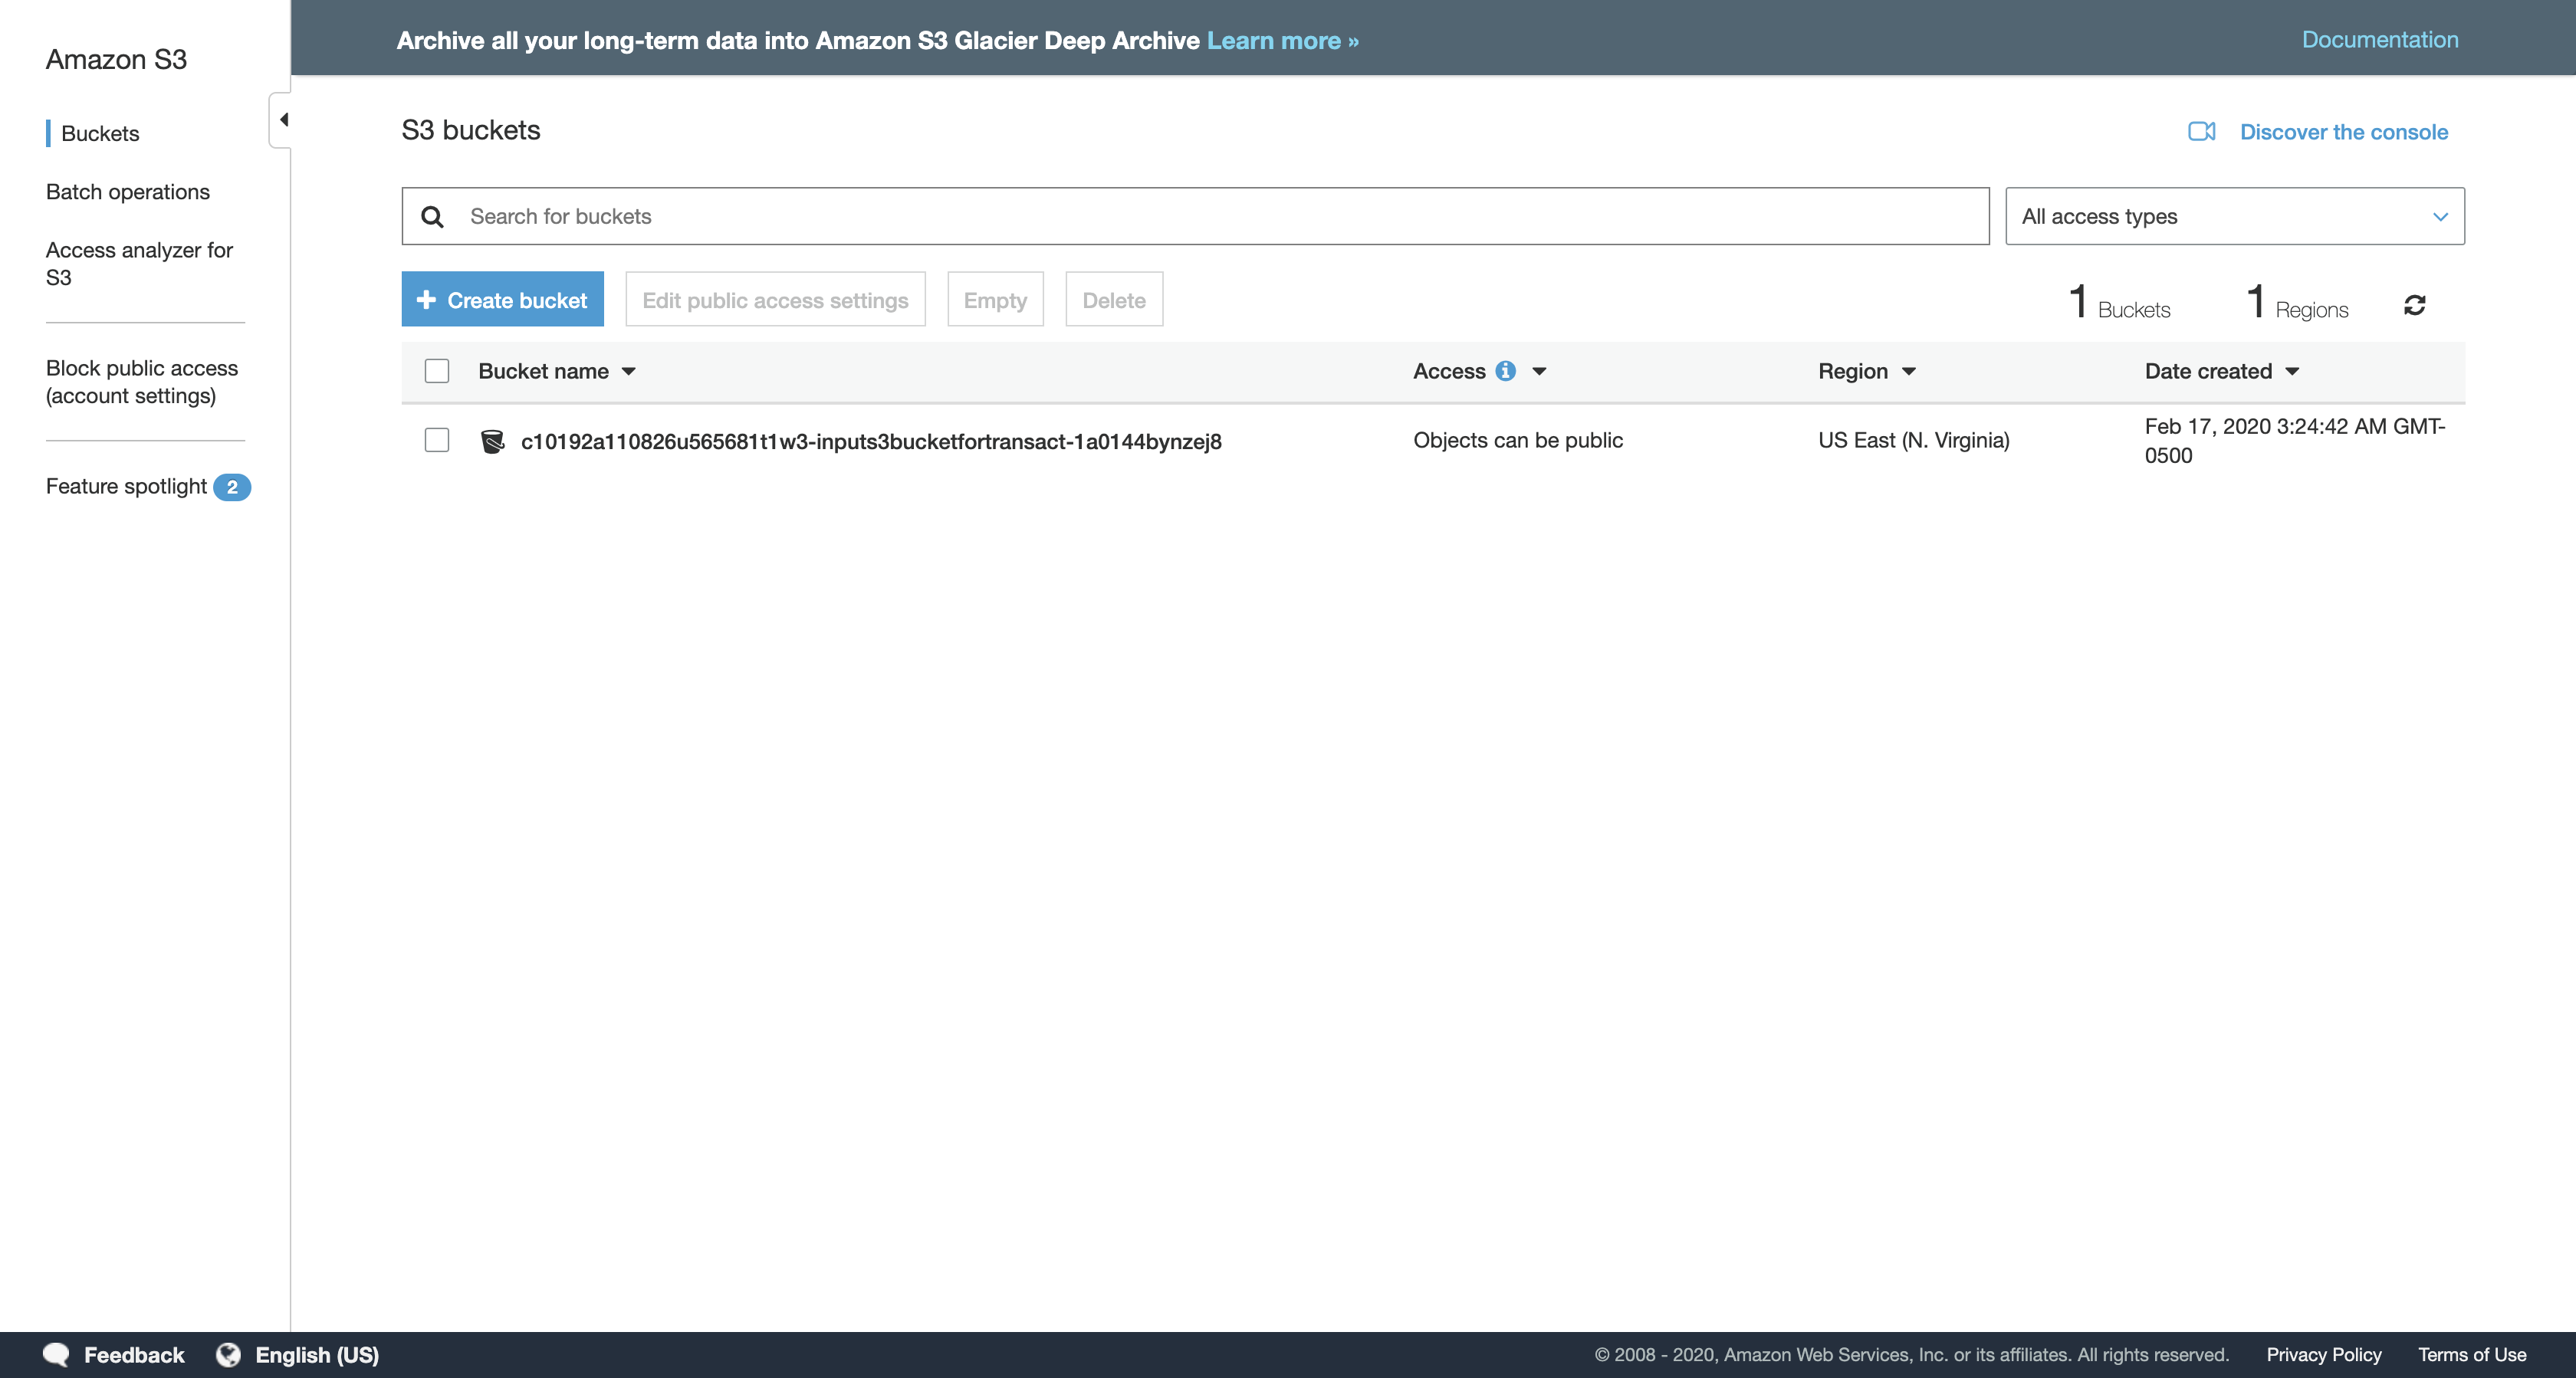 Amazon S3
Buckets
Batch operations
Access analyzer for
S3
Block public access
(account settings)
Feature spotlight 2
Archive all your long-term data into Amazon S3 Glacier Deep Archive Learn more »
Documentation
S3 buckets
Discover the console
Search for buckets
All access types
Create bucket
Edit public access settings
Empty
Delete
1 Buckets
1 Regions
Bucket name
Access
Region
Date created
c10192a110826u565681t1w3-inputs3bucketfortransact-1a0144bynzej8
Objects can be public
US East (N. Virginia)
Feb 17, 2020 3:24:42 AM GMT-
0500
Feedback
English (US)
© 2008 - 2020, Amazon Web Services, Inc. or its affiliates. All rights reserved.
Privacy Policy
Terms of Use